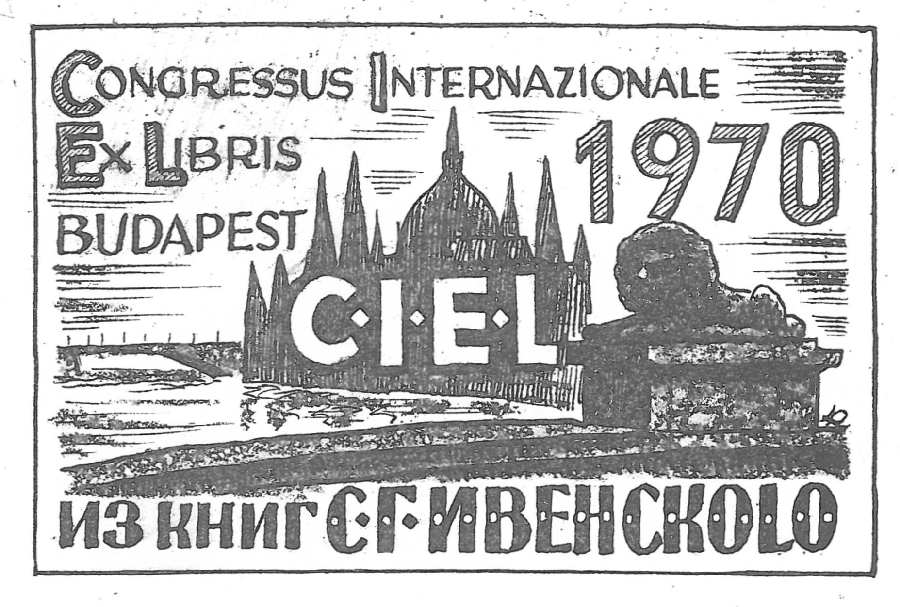 CONGRESSUS INTERNAZIONALE
EX LIBRIS
1970
BUDAPEST
C·I·E·L
ИЗ КНИГ С·Г·ИВЕНСКОГО